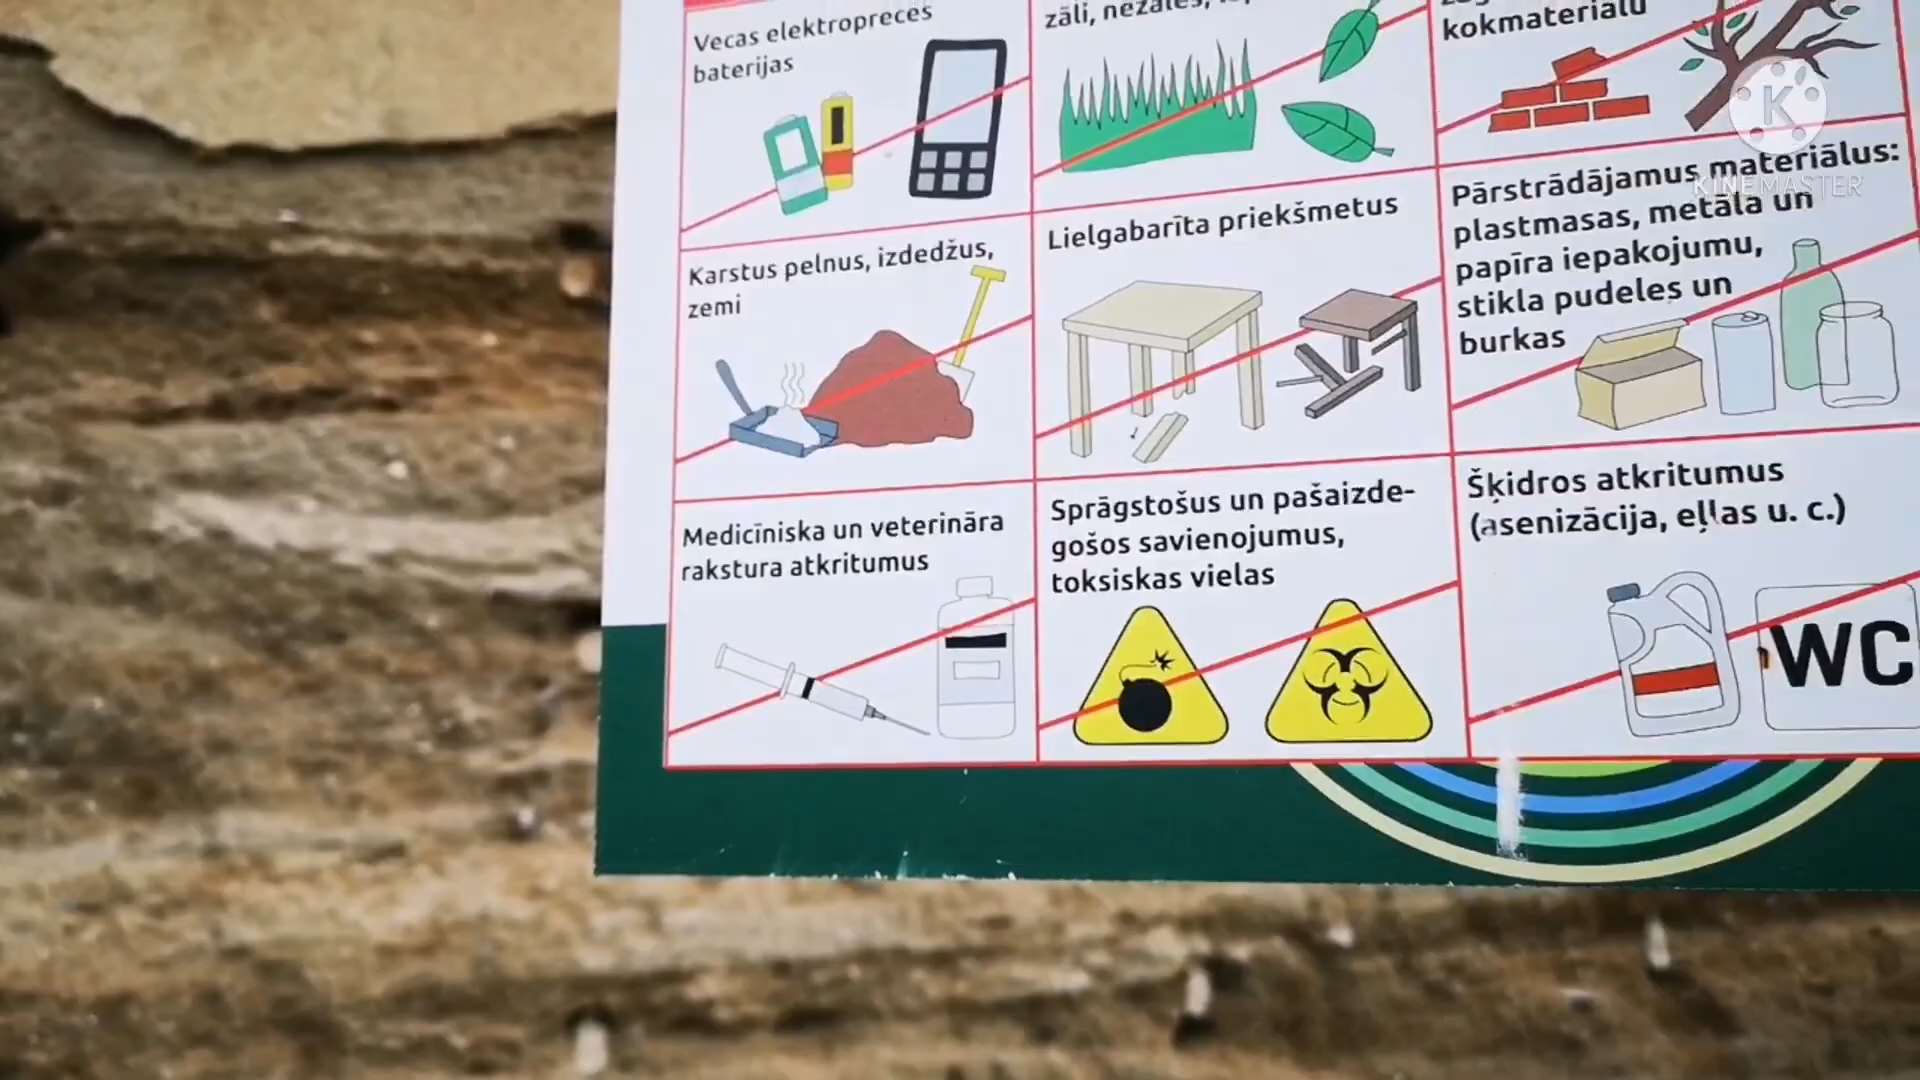 Vecas elektropreces
baterijas
zāli, nezāles,
kokmateriālu
Karstus pelnus, izdedžus,
zemi
Lielgabarīta priekšmetus
Pārstrādājamus materiālus:
plastmasas, metāla un
papīra iepakojumu,
stikla pudeles un
burkas
Medicīniska un veterināra
rakstura atkritumus
Sprāgstošus un pašaizde-
gošos savienojumus,
toksiskas vielas
Šķidros atkritumus
(asenizācija, eļļas u. c.)
WC
K
KINEMASTER